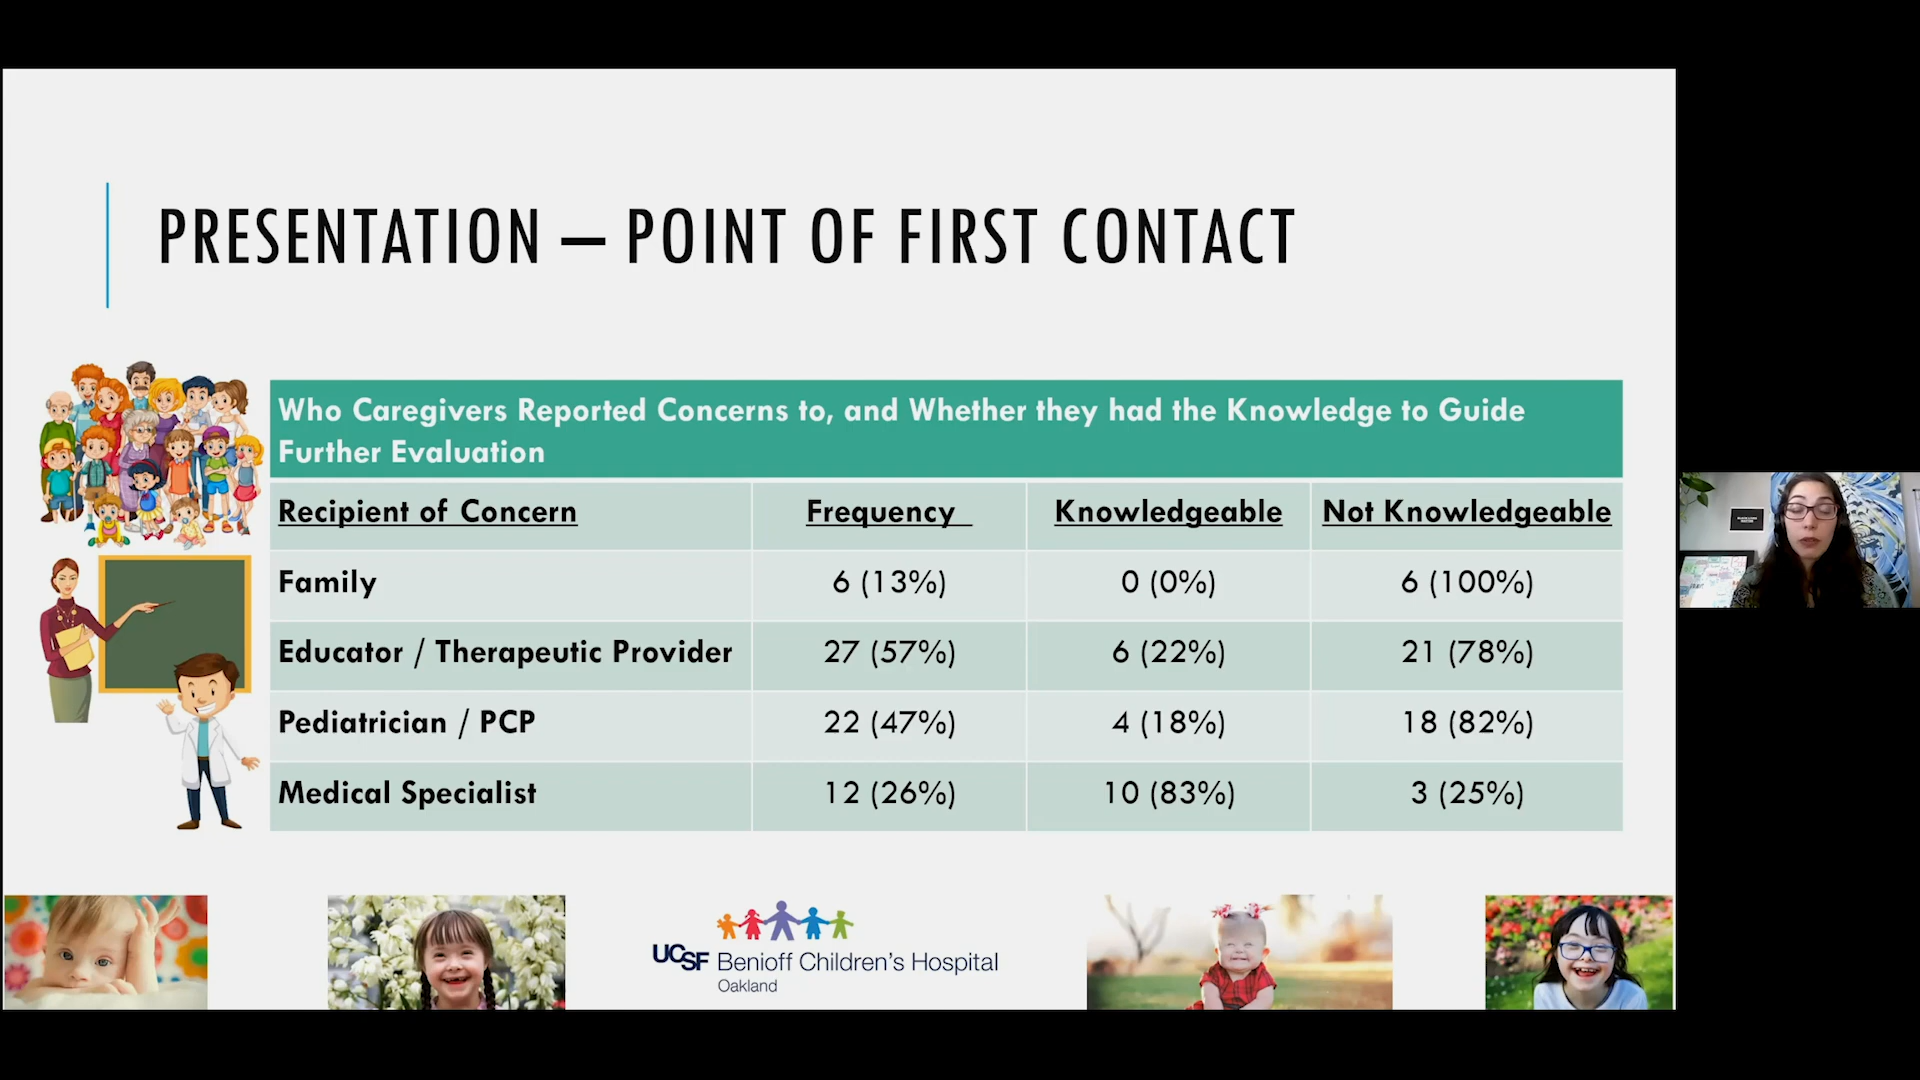 PRESENTATION – POINT OF FIRST CONTACT
Who Caregivers Reported Concerns to, and Whether they had the Knowledge to Guide
Further Evaluation
Recipient of Concern Frequency Knowledgeable Not Knowledgeable
Family 6 (13%) 0 (0%) 6 (100%)
Educator / Therapeutic Provider 27 (57%) 6 (22%) 21 (78%)
Pediatrician / PCP 22 (47%) 4 (18%) 18 (82%)
Medical Specialist 12 (26%) 10 (83%) 3 (25%)
UCSF Benioff Children's Hospital
Oakland